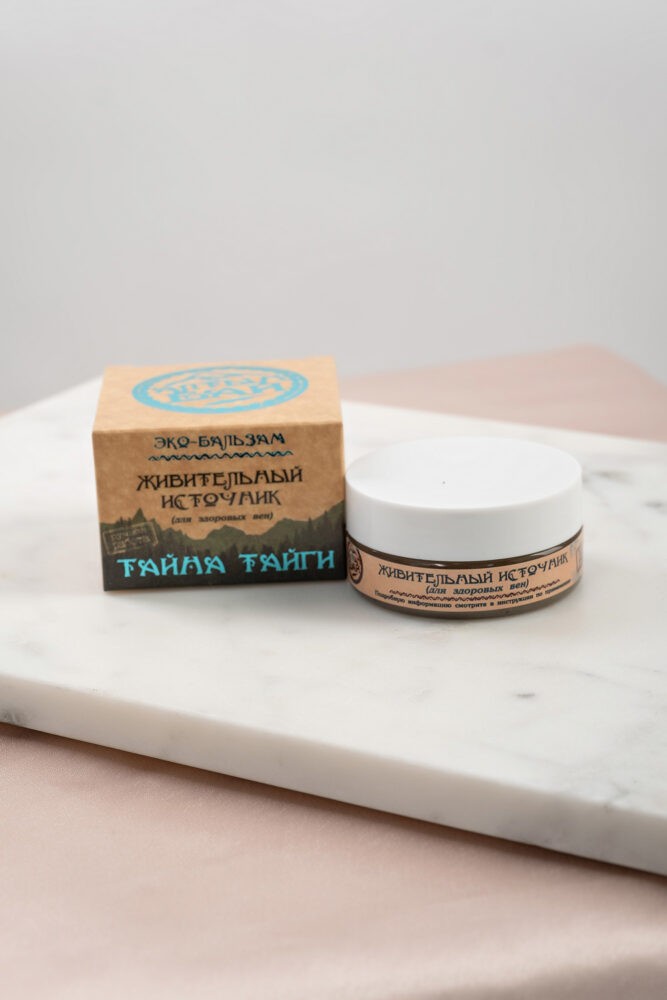 ЭКО-БАЛЬЗАМ
ЖИВИТЕЛЬНЫЙ
ИСТОЧНИК
(для здоровых вен)
ТАЙНА ТАЙГИ
ЖИВИТЕЛЬНЫЙ ИСТОЧНИК
(для здоровых вен)
Подробную информацию смотрите в инструкции по применению